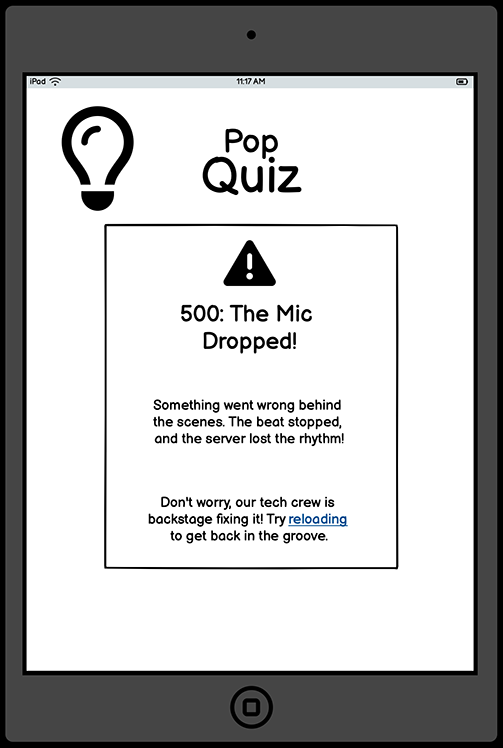 iPad 11:17 AM
Pop
Quiz
500: The Mic
Dropped!
Something went wrong behind
the scenes. The beat stopped,
and the server lost the rhythm!
Don't worry, our tech crew is
backstage fixing it! Try reloading
to get back in the groove.